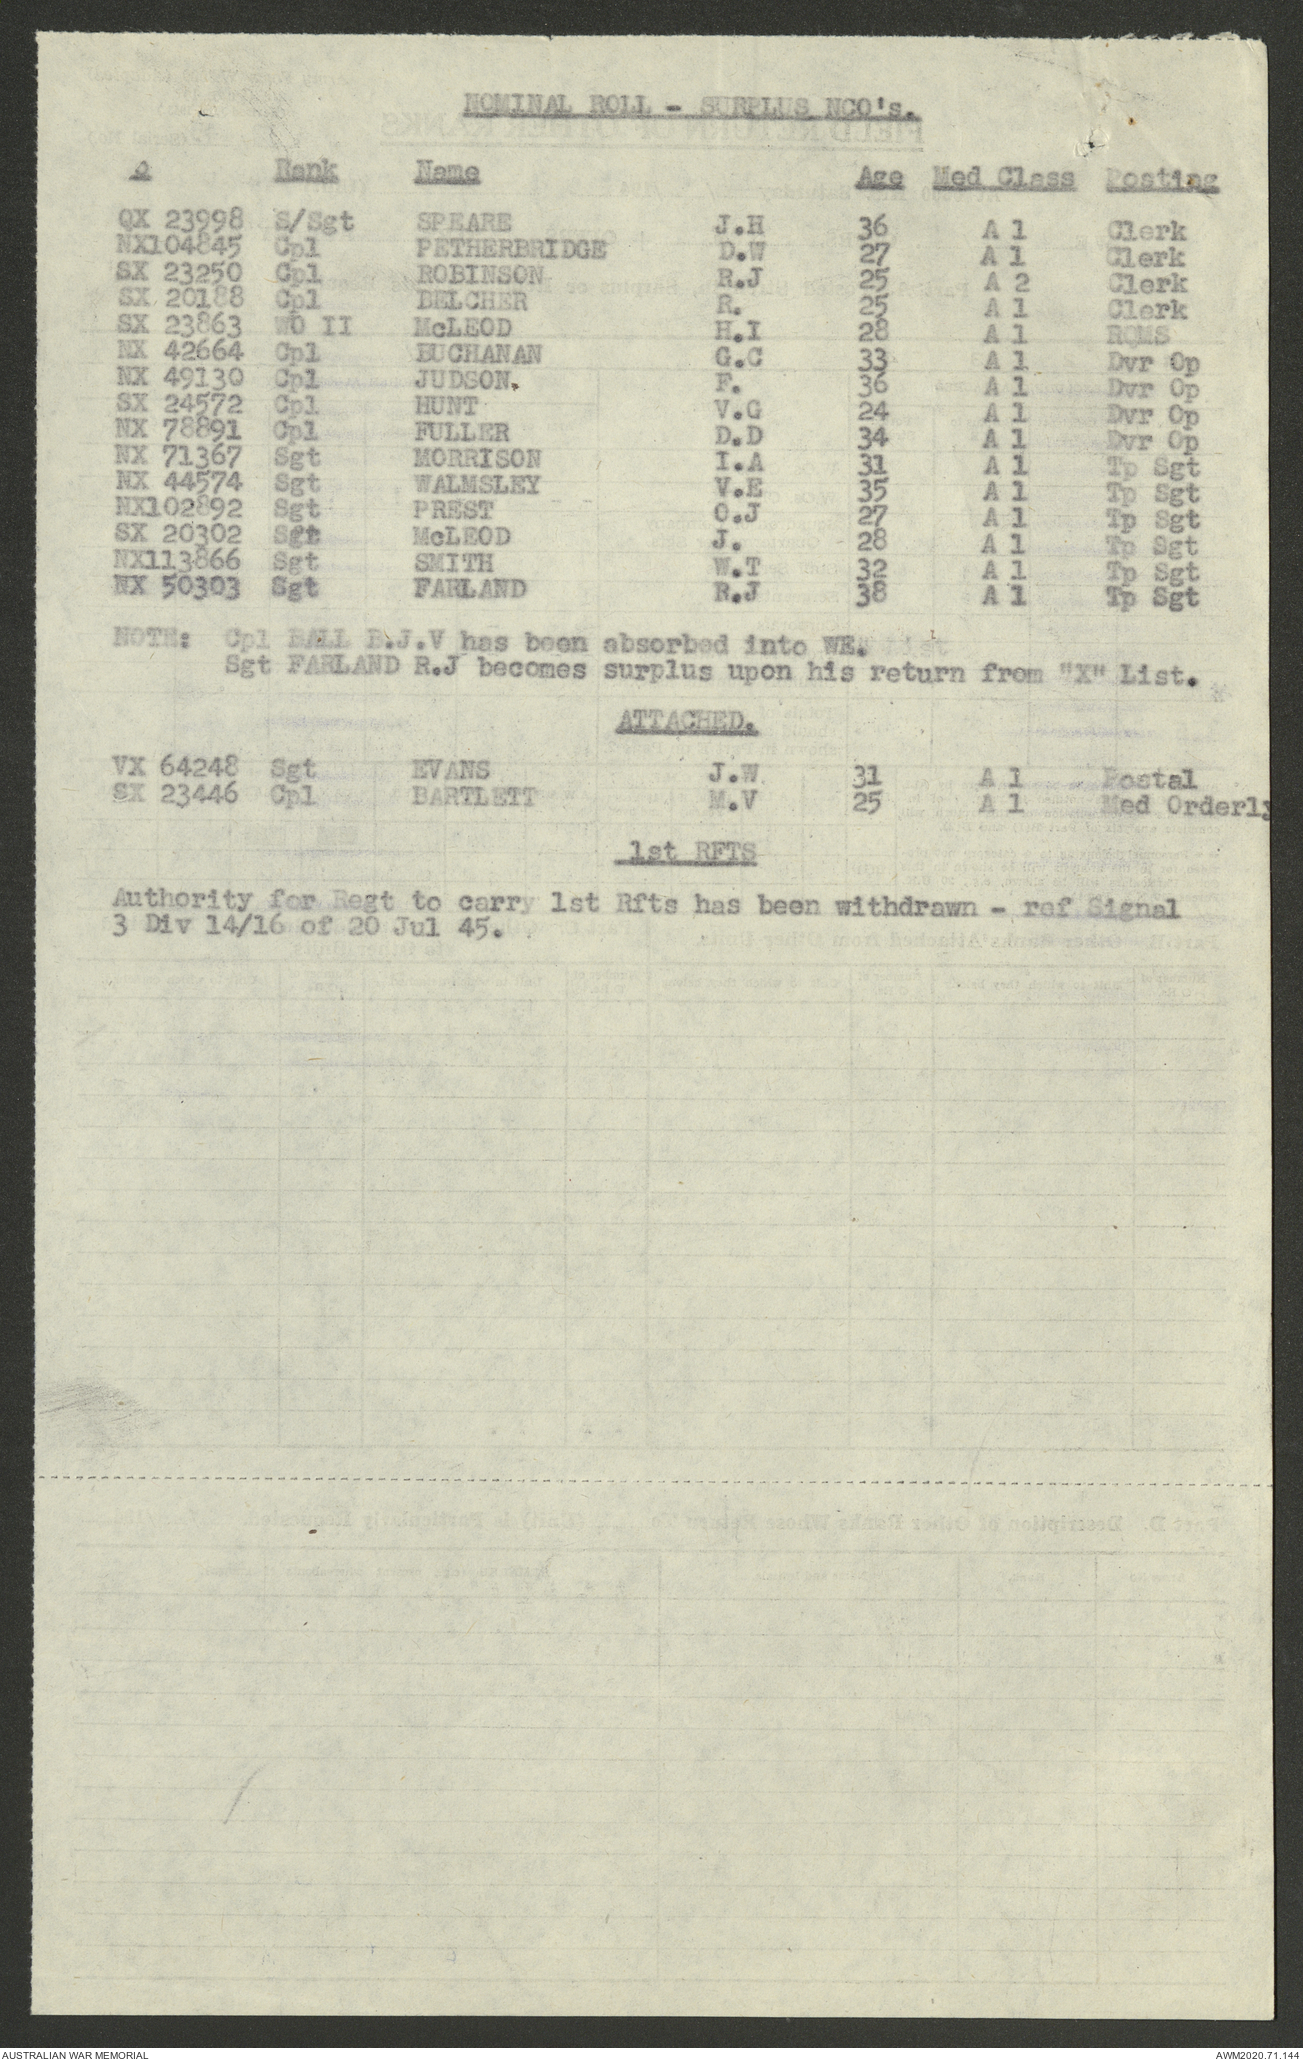 NOMINAL ROLL - SURPLUS NCO's.
Rank Name Age Med Class Posting
QX 23998 S/Sgt SPEARE J.H 36 A 1 Clerk
NX104845 Cpl PETHERBRIDGE D.W 27 A 1 Clerk
SX 23250 Cpl ROBINSON R.J 25 A 2 Clerk
SX 20188 Cpl BELCHER R. 25 A 1 Clerk
SX 23863 WO II McLEOD H.I 28 A 1 RQMS
NX 42664 Cpl BUCHANAN G.C 33 A 1 Dvr Op
NX 49130 Cpl JUDSON. F. 36 A 1 Dvr Op
SX 24572 Cpl HUNT V.G 24 A 1 Dvr Op
NX 78891 Cpl FULLER D.D 34 A 1 Dvr Op
NX 71367 Sgt MORRISON I.A 31 A 1 Tp Sgt
NX 44574 Sgt WALMSLEY V.E 35 A 1 Tp Sgt
NX102892 Sgt PREST O.J 27 A 1 Tp Sgt
SX 20302 Sgt McLEOD J. 28 A 1 Tp Sgt
NX113866 Sgt SMITH W.T 32 A 1 Tp Sgt
NX 50303 Sgt FARLAND R.J 38 A 1 Tp Sgt
NOTE: Cpl BALL B.J.V has been absorbed into WE.
Sgt FARLAND R.J becomes surplus upon his return from "X" List.
ATTACHED.
VX 64248 Sgt EVANS J.W 31 A 1 Postal
SX 23446 Cpl BARTLETT M.V 25 A 1 Med Orderly
1st RFTS
Authority for Regt to carry 1st Rfts has been withdrawn - ref Signal
3 Div 14/16 of 20 Jul 45.
AUSTRALIAN WAR MEMORIAL AWM2020.71.144